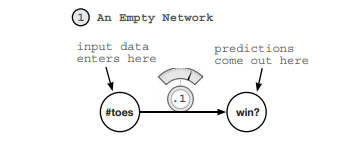 1 An Empty Network
input data
enters here
predictions
come out here
.1
#toes
win?